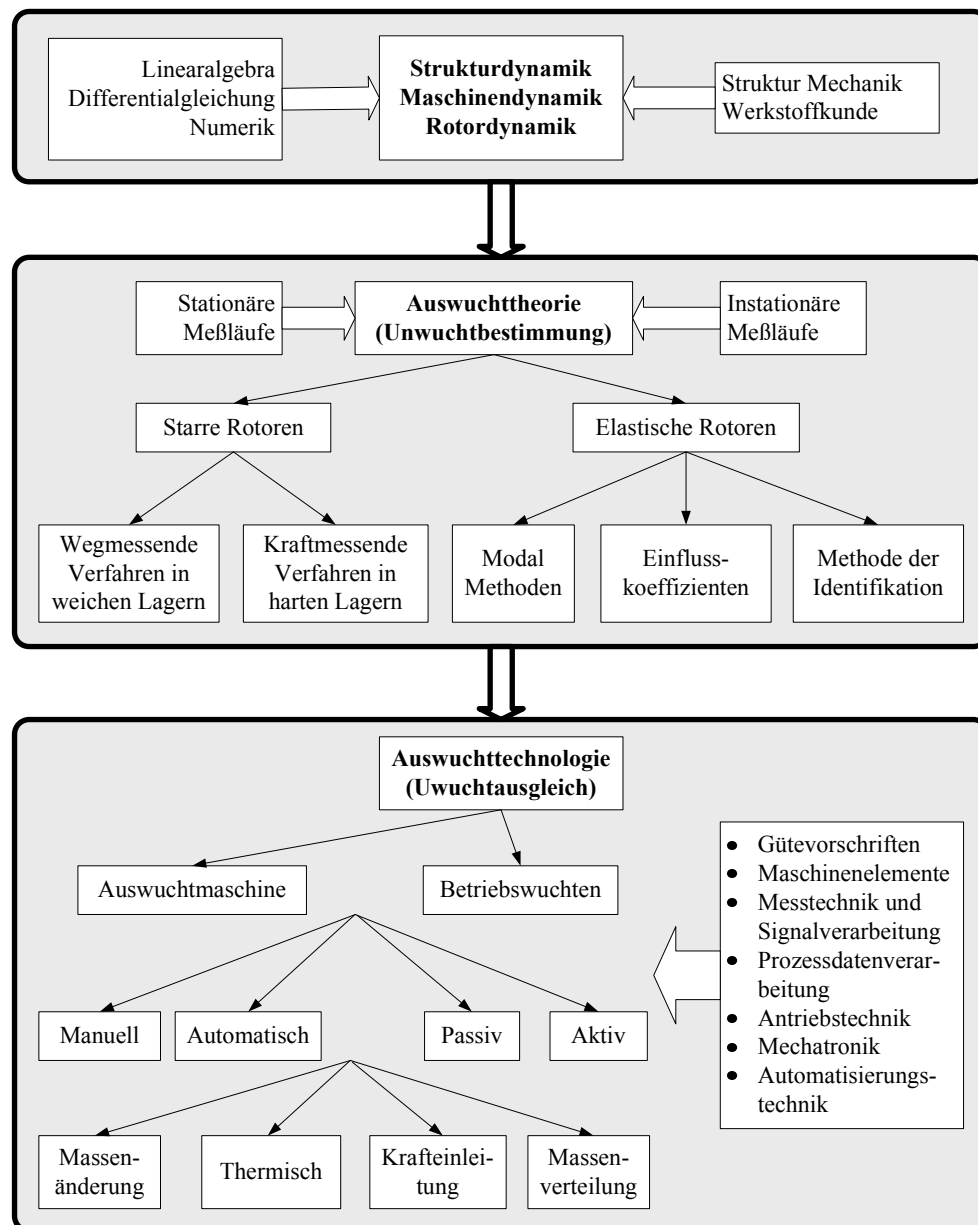 Linearalgebra
Differentialgleichung
Numerik
Strukturdynamik
Maschinendynamik
Rotordynamik
Struktur Mechanik
Werkstoffkunde
Stationäre
Meßläufe
Auswuchttheorie
(Unwuchtbestimmung)
Instationäre
Meßläufe
Starre Rotoren
Elastische Rotoren
Wegmessende
Verfahren in
weichen Lagern
Kraftmessende
Verfahren in
harten Lagern
Modal
Methoden
Einfluss-
koeffizienten
Methode der
Identifikation
Auswuchttechnologie
(Uwuchtausgleich)
Auswuchtmaschine
Betriebswuchten
Manuell
Automatisch
Passiv
Aktiv
Massen-
änderung
Thermisch
Krafteinlei-
tung
Massen-
verteilung
• Gütevorschriften
• Maschinenelemente
• Messtechnik und
Signalverarbeitung
• Prozessdatenverar-
beitung
• Antriebstechnik
• Mechatronik
• Automatisierungs-
technik